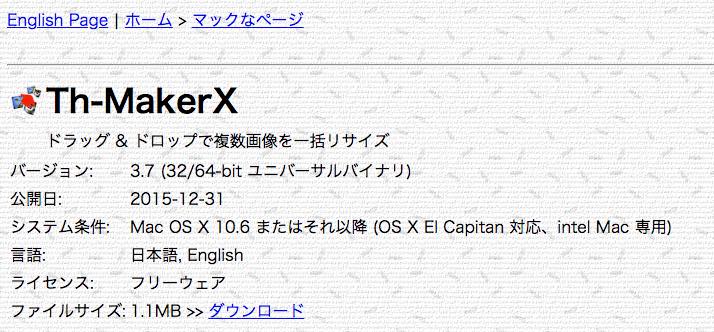 English Page | ホーム > マックなページ
Th-MakerX
ドラッグ & ドロップで複数画像を一括リサイズ
バージョン: 3.7 (32/64-bit ユニバーサルバイナリ)
公開日: 2015-12-31
システム条件: Mac OS X 10.6 またはそれ以降 (OS X El Capitan 対応、intel Mac 専用)
言語: 日本語, English
ライセンス: フリーウェア
ファイルサイズ: 1.1MB >> ダウンロード